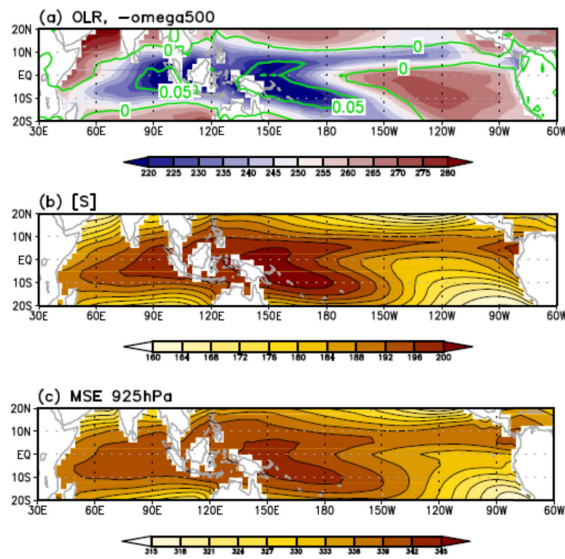 (a) OLR, -omega500
20N
10N
EQ
10S
20S
0
0
0
0.05
0.05
30E 60E 90E 120E 150E 180 150W 120W 90W 60W
220 225 230 235 240 245 250 255 260 265 270 275 280
(b) [S]
20N
10N
EQ
10S
20S
30E 60E 90E 120E 150E 180 150W 120W 90W 60W
160 164 168 172 176 180 184 188 192 196 200
(c) MSE 925hPa
20N
10N
EQ
10S
20S
30E 60E 90E 120E 150E 180 150W 120W 90W 60W
315 318 321 324 327 330 333 336 339 342 345